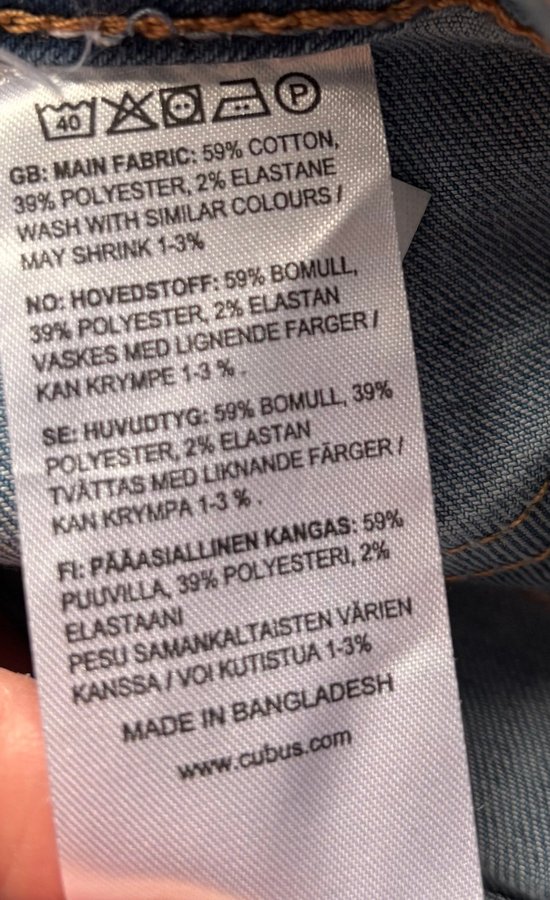 40 P
GB: MAIN FABRIC: 59% COTTON,
39% POLYESTER, 2% ELASTANE
WASH WITH SIMILAR COLOURS /
MAY SHRINK 1-3%
NO: HOVEDSTOFF: 59% BOMULL,
39% POLYESTER, 2% ELASTAN
VASKES MED LIGNENDE FARGER /
KAN KRYMPE 1-3 % .
SE: HUVUDTYG: 59% BOMULL, 39%
POLYESTER, 2% ELASTAN
TVÄTTAS MED LIKNANDE FÄRGER /
KAN KRYMPA 1-3 % .
FI: PÄÄASIALLINEN KANGAS: 59%
PUUVILLA, 39% POLYESTERI, 2%
ELASTAANI
PESU SAMANKALTAISTEN VÄRIEN
KANSSA / VOI KUTISTUA 1-3%
MADE IN BANGLADESH
www.cubus.com